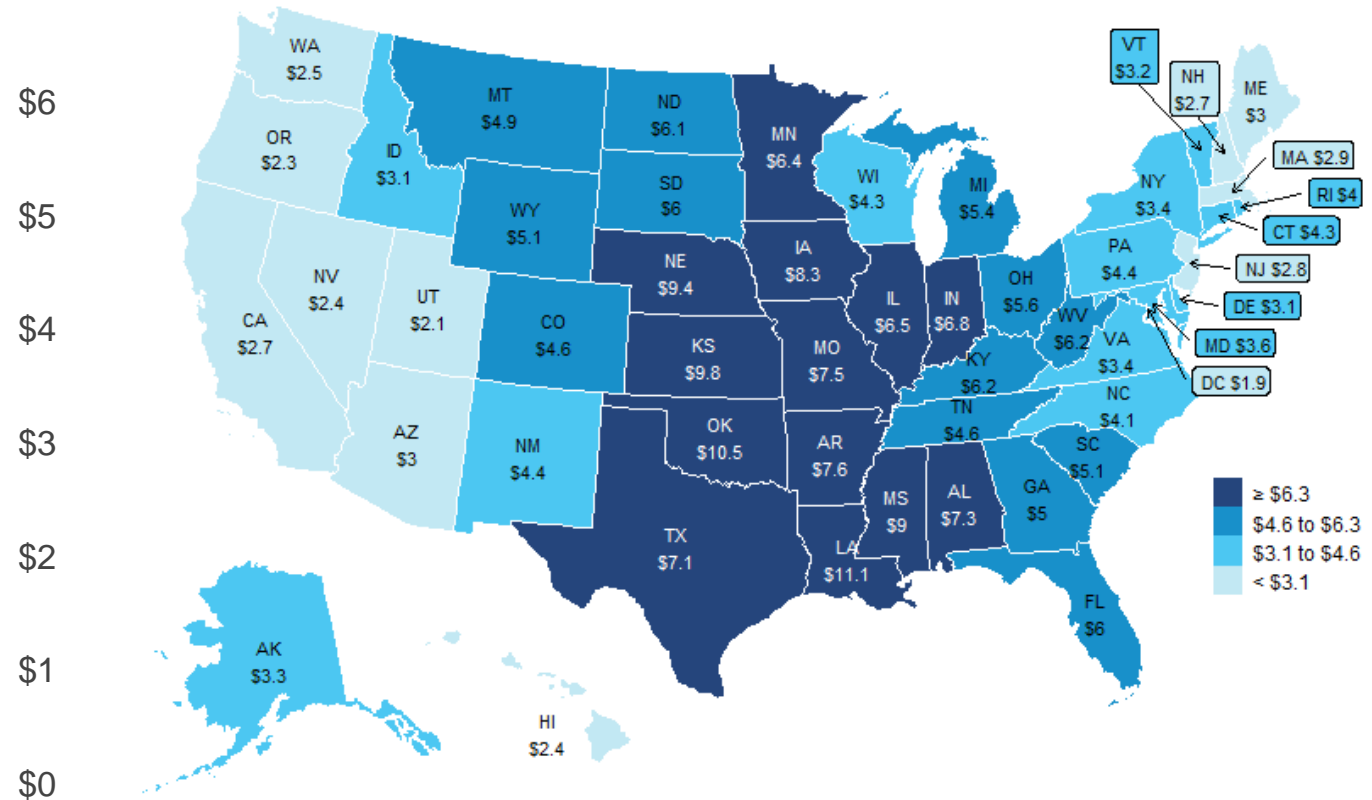 $6
$5
$4
$3
$2
$1
$0
WA
$2.5
OR
$2.3
CA
$2.7
NV
$2.4
ID
$3.1
UT
$2.1
AZ
$3
MT
$4.9
WY
$5.1
CO
$4.6
NM
$4.4
ND
$6.1
SD
$6
NE
$9.4
KS
$9.8
OK
$10.5
TX
$7.1
MN
$6.4
IA
$8.3
MO
$7.5
AR
$7.6
LA
$11.1
WI
$4.3
IL
$6.5
MI
$5.4
IN
$6.8
OH
$5.6
WV
$6.2
KY
$6.2
TN
$4.6
MS
$9
AL
$7.3
GA
$5
FL
$6
SC
$5.1
NC
$4.1
VA
$3.4
PA
$4.4
NY
$3.4
VT
$3.2
NH
$2.7
ME
$3
MA $2.9
RI $4
CT $4.3
NJ $2.8
DE $3.1
MD $3.6
DC $1.9
AK
$3.3
HI
$2.4
≥ $6.3
$4.6 to $6.3
$3.1 to $4.6
< $3.1